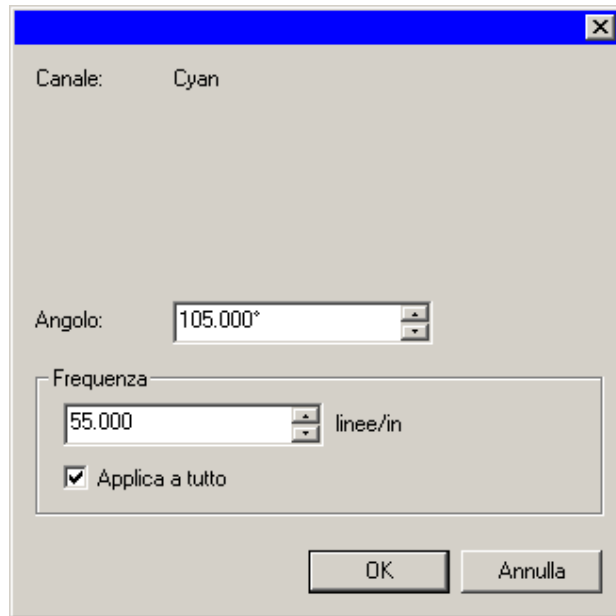 Canale: Cyan
Angolo: 105.000°
Frequenza
55.000 linee/in
Applica a tutto
OK Annulla